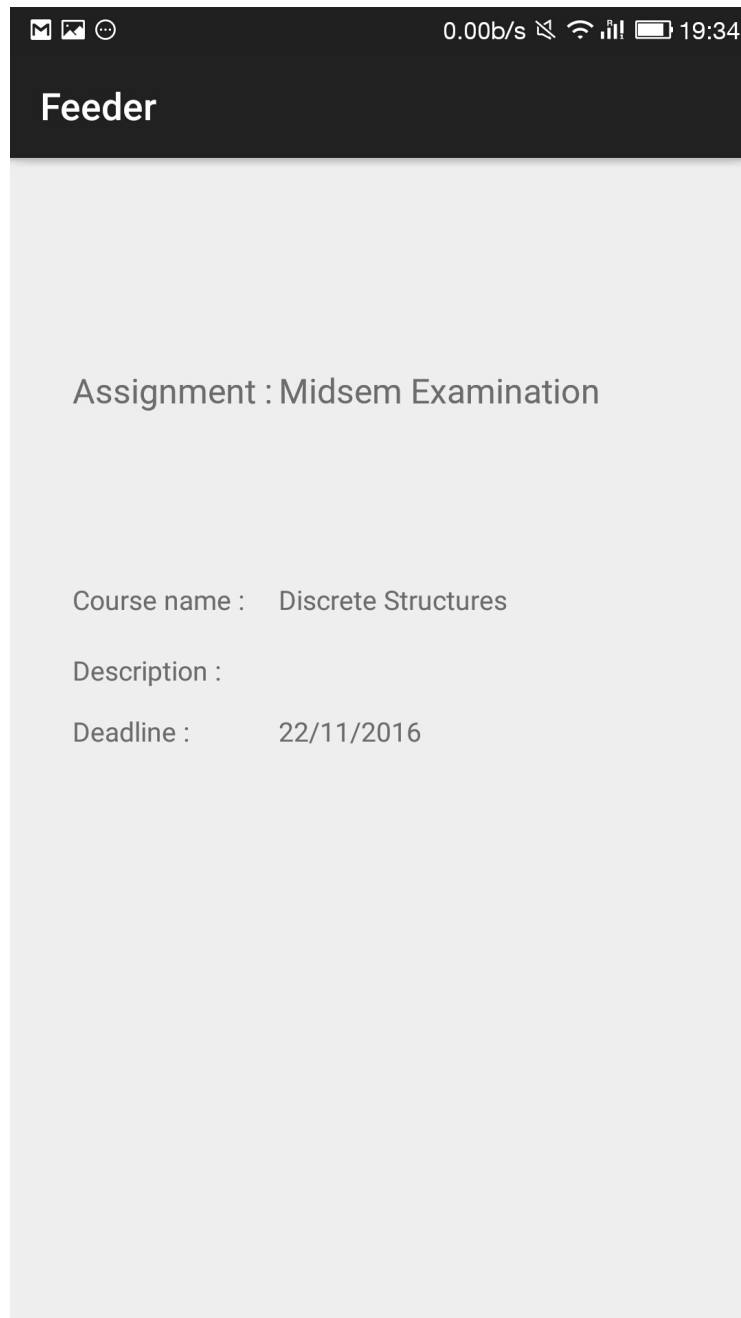 0.00b/s 19:34
Feeder
Assignment : Midsem Examination
Course name : Discrete Structures
Description :
Deadline : 22/11/2016